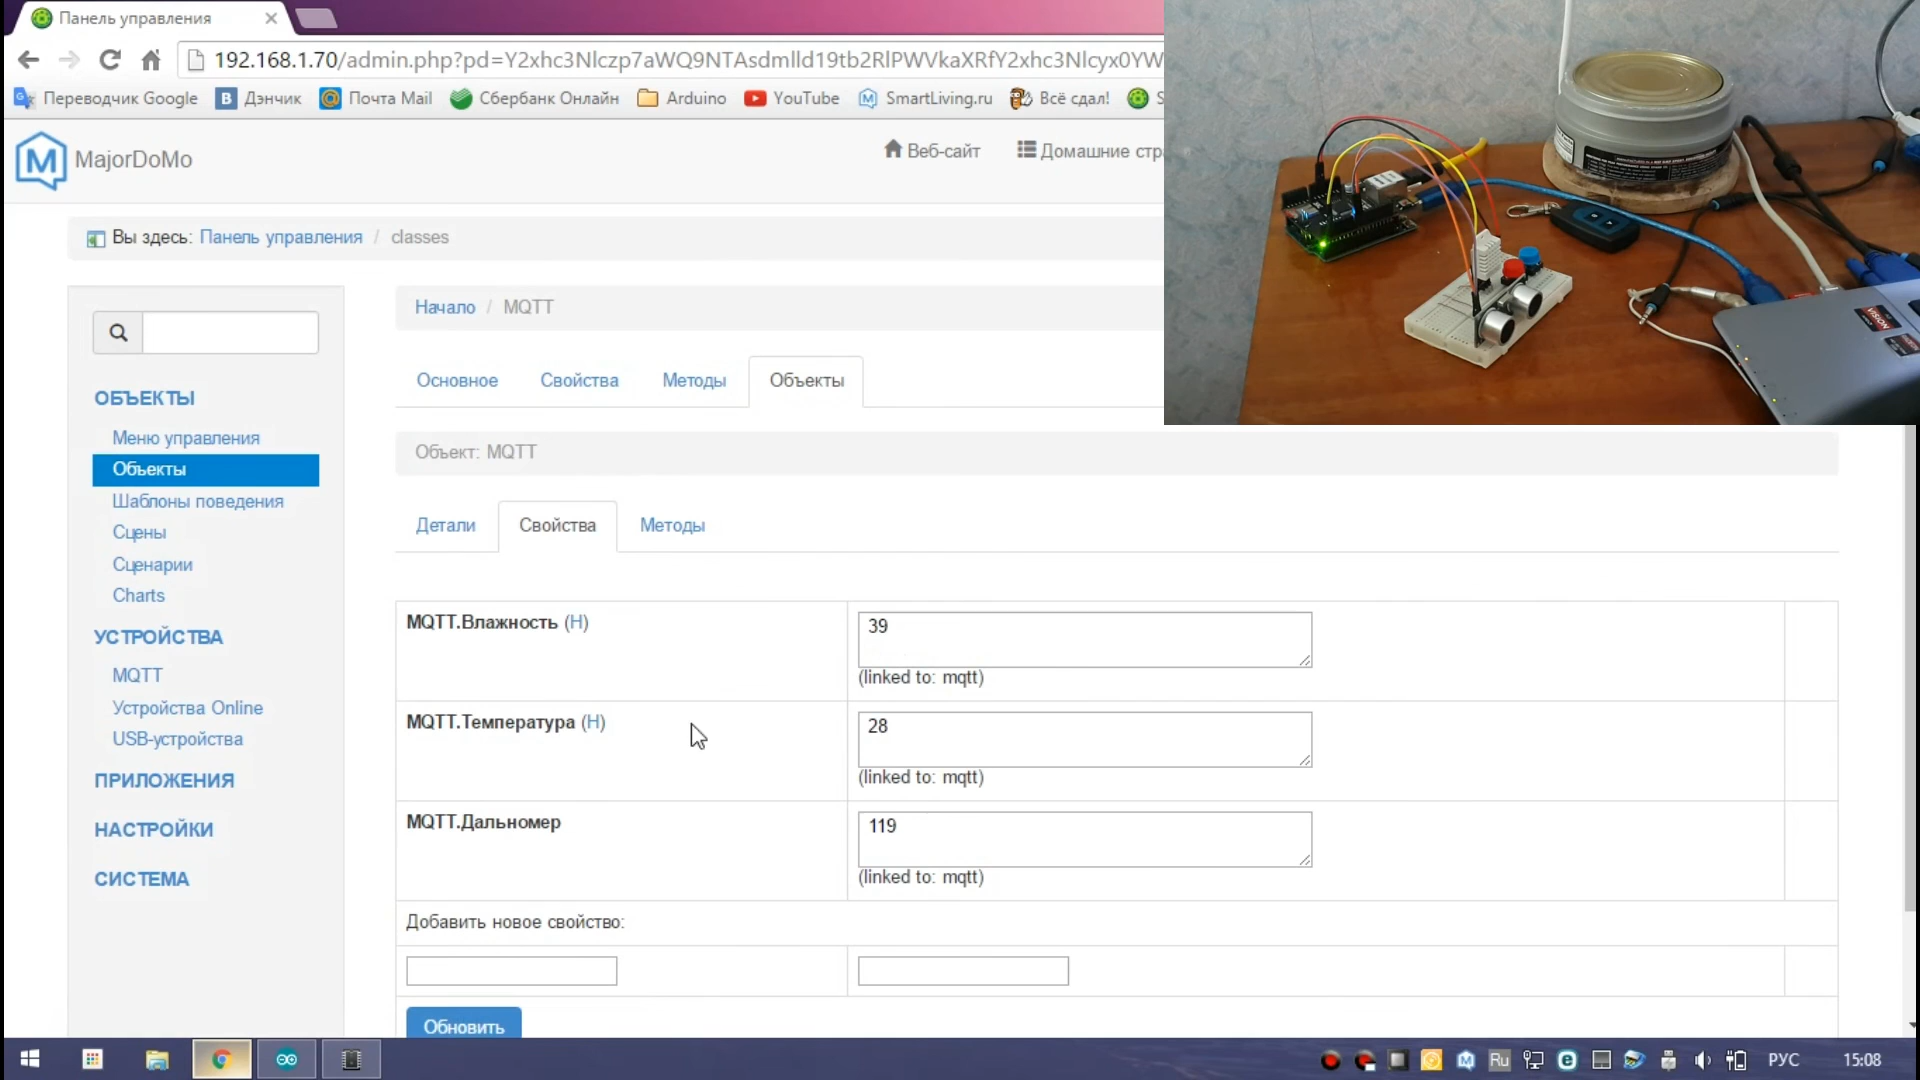 Панель управления
192.168.1.70/admin.php?pd=Y2xhc3Nlczp7aWQ9NTAsdmlld19tb2RlPWVkaXRfY2xhc3Nlcyx0YW
Переводчик Google
Дэнчик
Почта Mail
Сбербанк Онлайн
Arduino
YouTube
SmartLiving.ru
Всё сдал!
MajorDoMo
Веб-сайт
Домашние стр
Вы здесь: Панель управления / classes
Начало / MQTT
Основное
Свойства
Методы
Объекты
Объект: MQTT
Детали
Свойства
Методы
ОБЪЕКТЫ
Меню управления
Объекты
Шаблоны поведения
Сцены
Сценарии
Charts
УСТРОЙСТВА
MQTT
Устройства Online
USB-устройства
ПРИЛОЖЕНИЯ
НАСТРОЙКИ
СИСТЕМА
MQTT.Влажность (H)
39
(linked to: mqtt)
MQTT.Температура (H)
28
(linked to: mqtt)
MQTT.Дальномер
119
(linked to: mqtt)
Добавить новое свойство:
Обновить
VISION
Ru
РУС
15:08